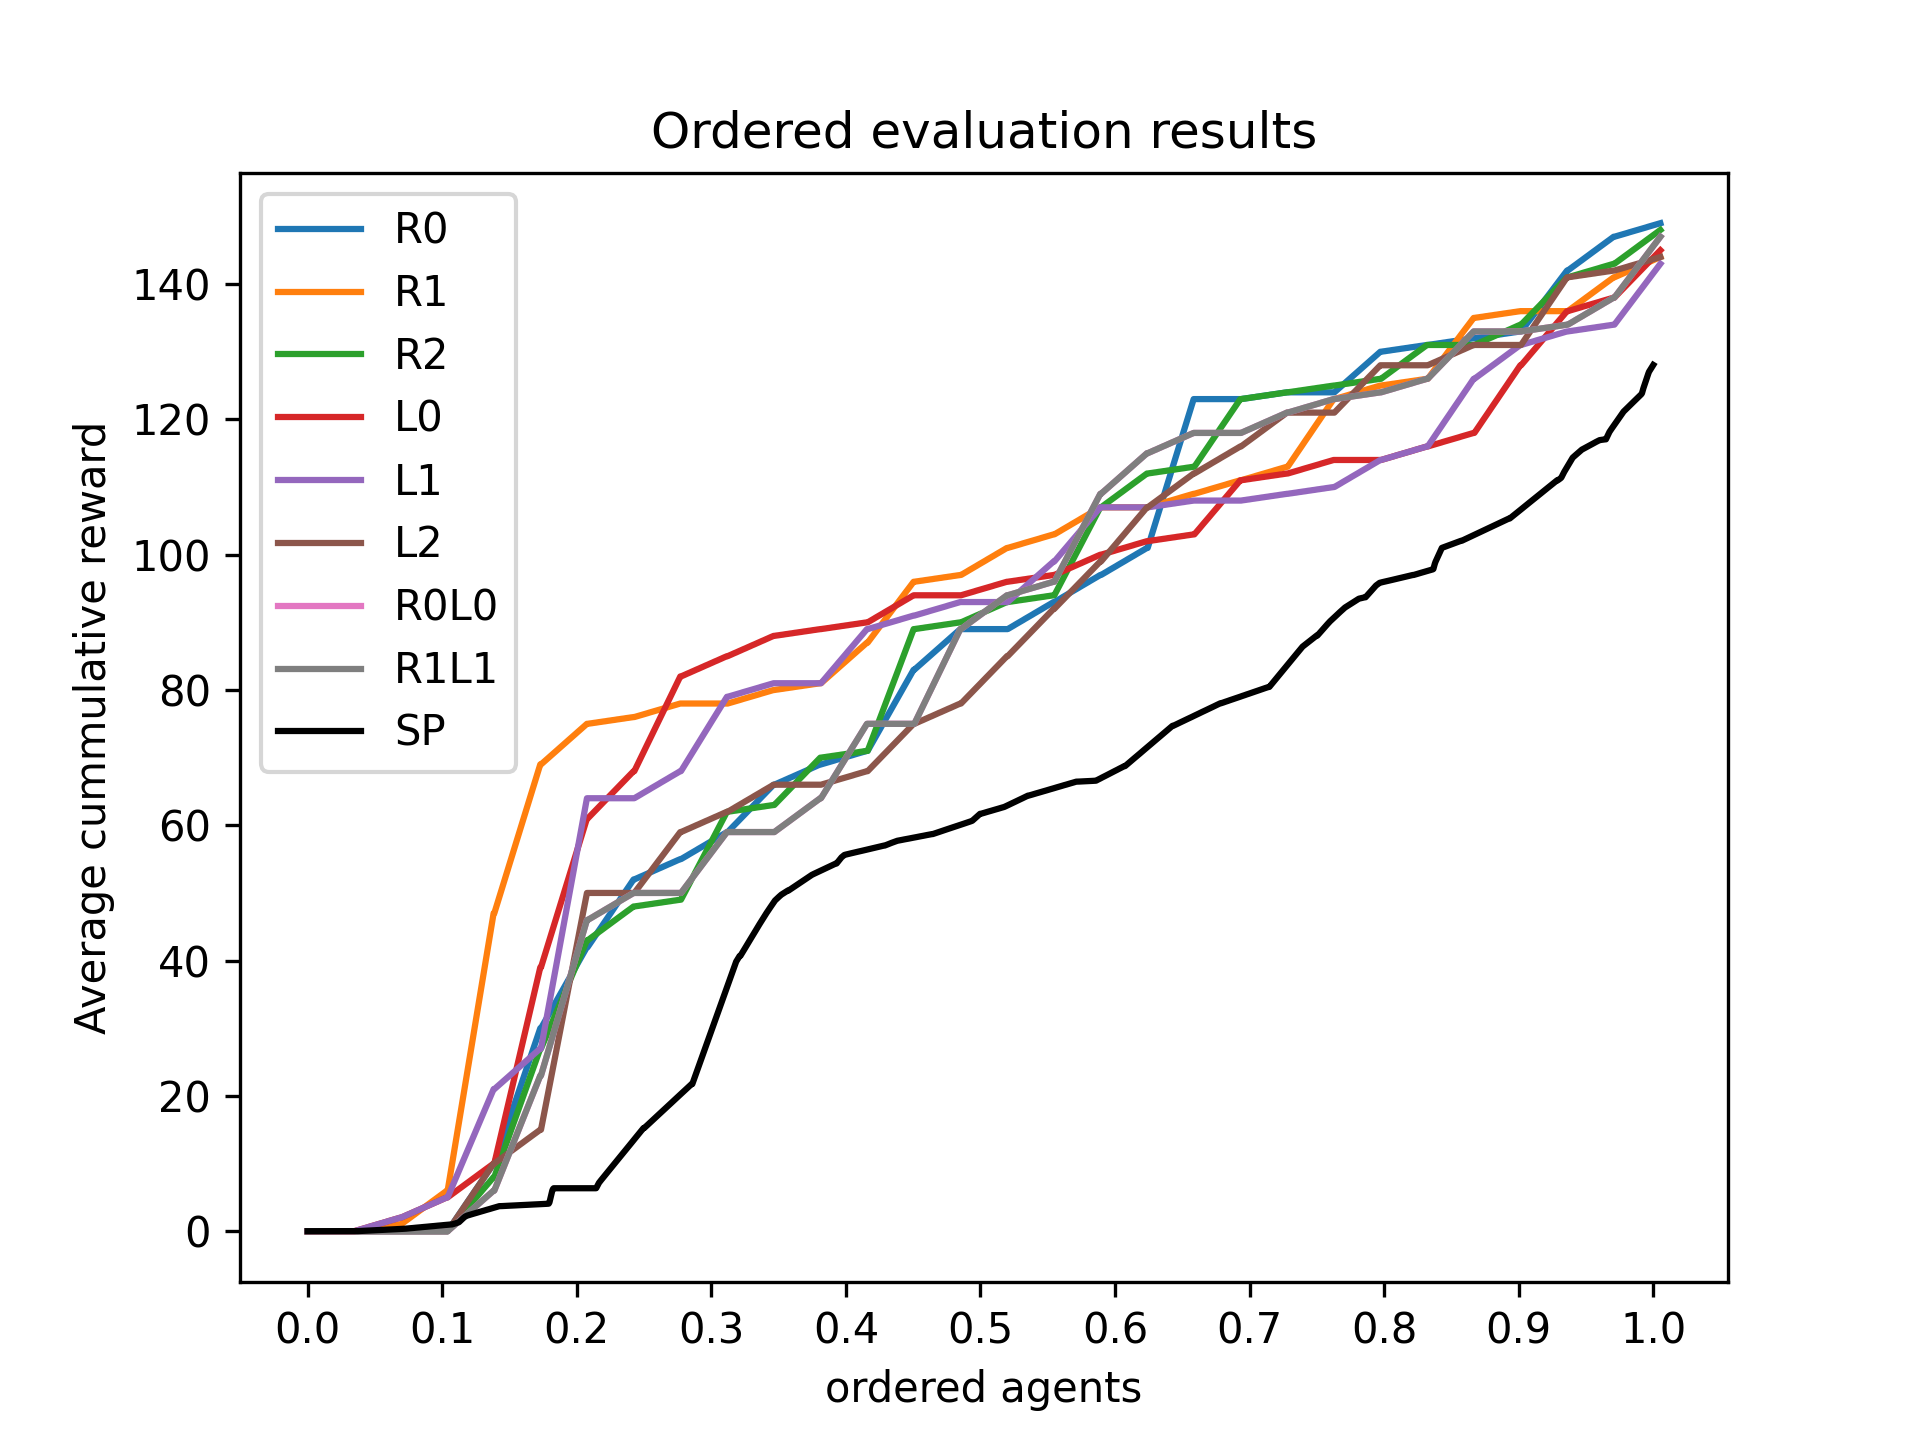 Ordered evaluation results
R0
R1
R2
L0
L1
L2
R0L0
R1L1
SP
Average cummulative reward
140
120
100
80
60
40
20
0
0.0 0.1 0.2 0.3 0.4 0.5 0.6 0.7 0.8 0.9 1.0
ordered agents